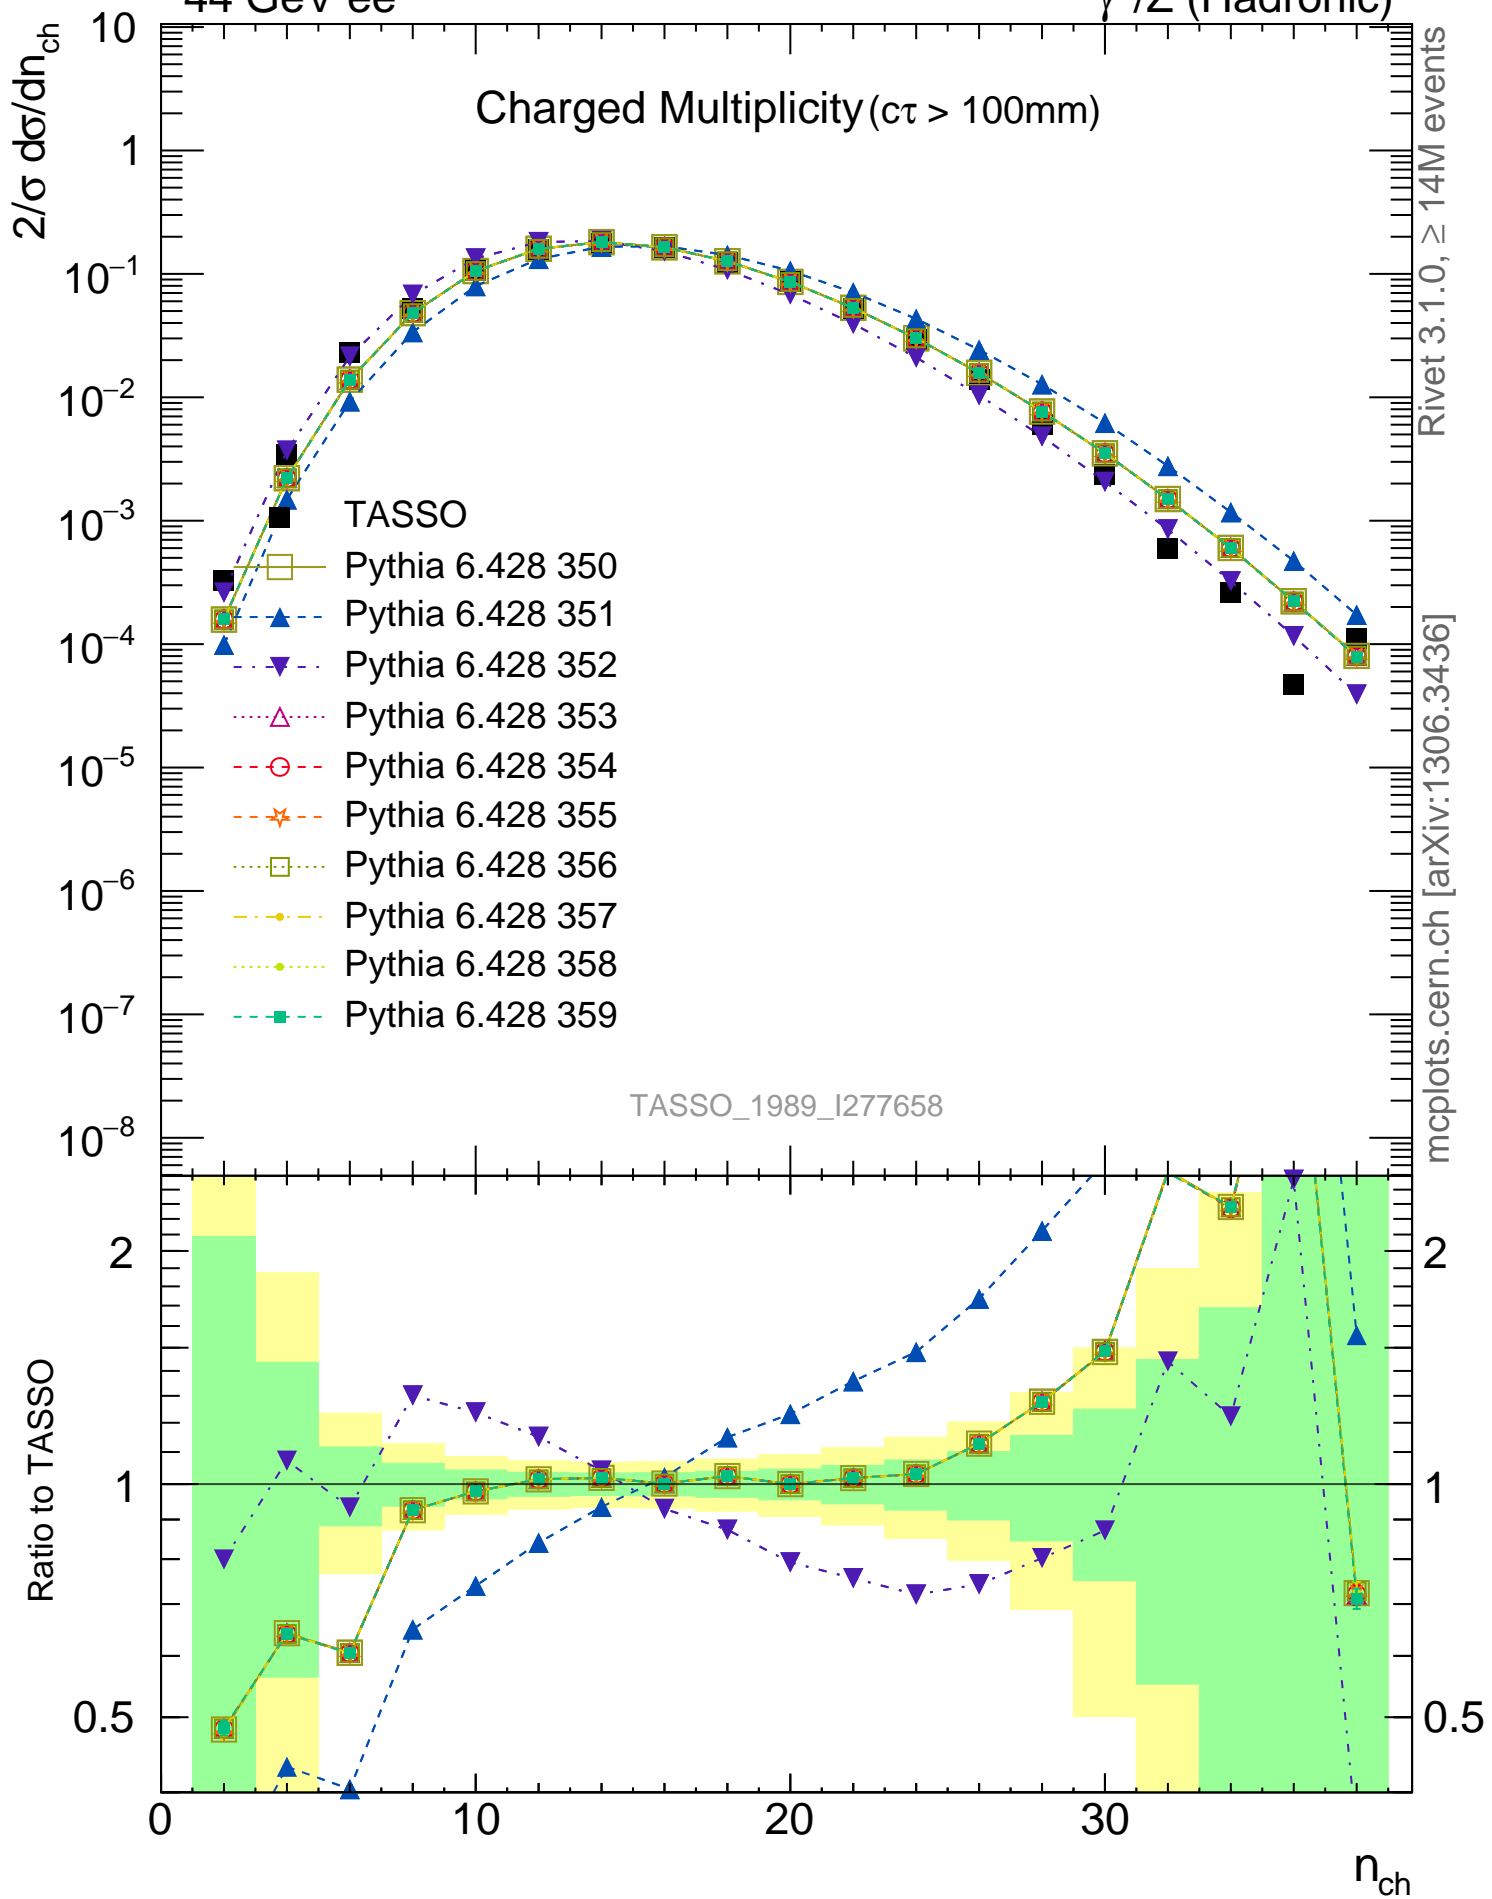 44 GeV ee
γ*/Z (Hadronic)
2/σ dσ/dn_ch
Charged Multiplicity (cτ > 100mm)
10
1
10⁻¹
10⁻²
10⁻³
10⁻⁴
10⁻⁵
10⁻⁶
10⁻⁷
10⁻⁸
TASSO
Pythia 6.428 350
Pythia 6.428 351
Pythia 6.428 352
Pythia 6.428 353
Pythia 6.428 354
Pythia 6.428 355
Pythia 6.428 356
Pythia 6.428 357
Pythia 6.428 358
Pythia 6.428 359
TASSO_1989_I277658
Rivet 3.1.0, ≥ 14M events
mcplots.cern.ch [arXiv:1306.3436]
Ratio to TASSO
2
1
0.5
2
1
0.5
0
10
20
30
n_ch